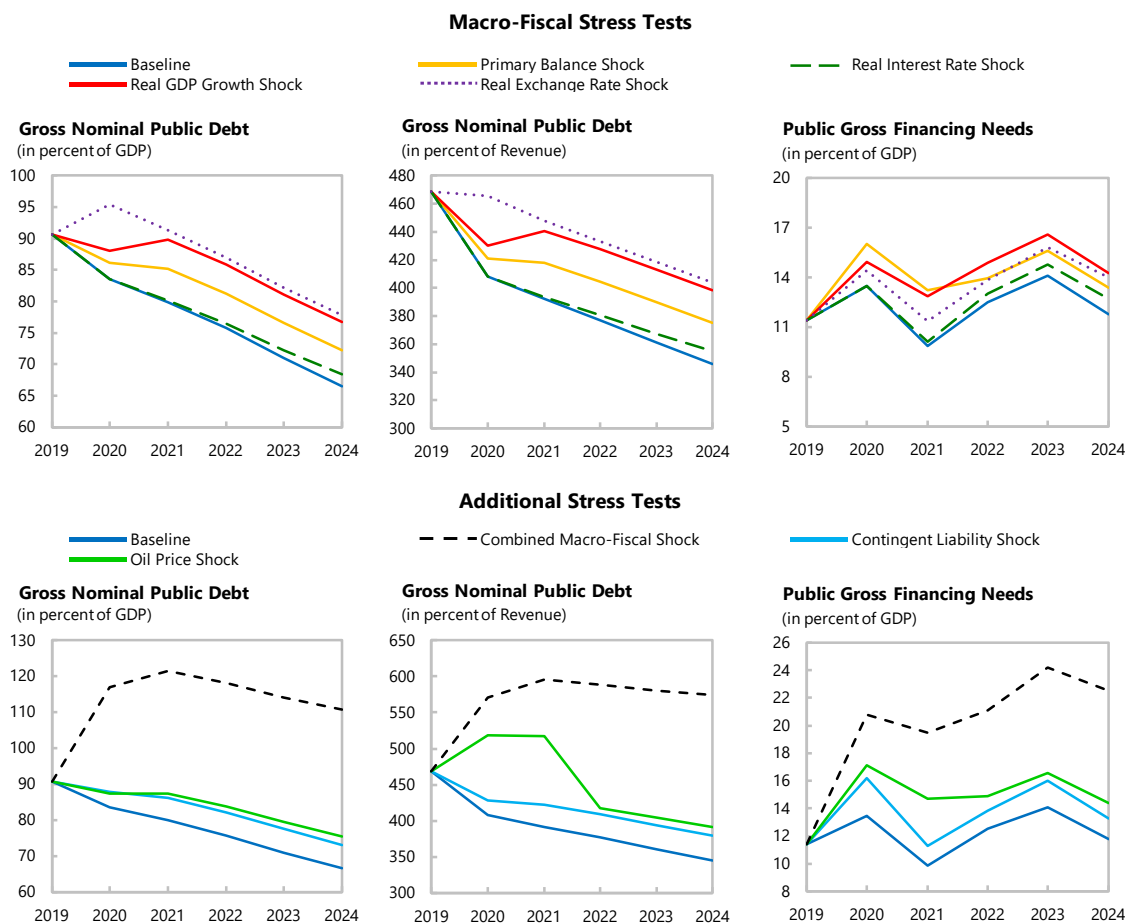 Macro-Fiscal Stress Tests
Baseline
Primary Balance Shock
Real Interest Rate Shock
Real GDP Growth Shock
Real Exchange Rate Shock
Gross Nominal Public Debt
(in percent of GDP)
100
95
90
85
80
75
70
65
60
2019 2020 2021 2022 2023 2024
Gross Nominal Public Debt
(in percent of Revenue)
480
460
440
420
400
380
360
340
320
300
2019 2020 2021 2022 2023 2024
Public Gross Financing Needs
(in percent of GDP)
20
17
14
11
8
5
2019 2020 2021 2022 2023 2024
Additional Stress Tests
Baseline
Combined Macro-Fiscal Shock
Contingent Liability Shock
Oil Price Shock
Gross Nominal Public Debt
(in percent of GDP)
130
120
110
100
90
80
70
60
2019 2020 2021 2022 2023 2024
Gross Nominal Public Debt
(in percent of Revenue)
650
600
550
500
450
400
350
300
2019 2020 2021 2022 2023 2024
Public Gross Financing Needs
(in percent of GDP)
26
24
22
20
18
16
14
12
10
8
2019 2020 2021 2022 2023 2024